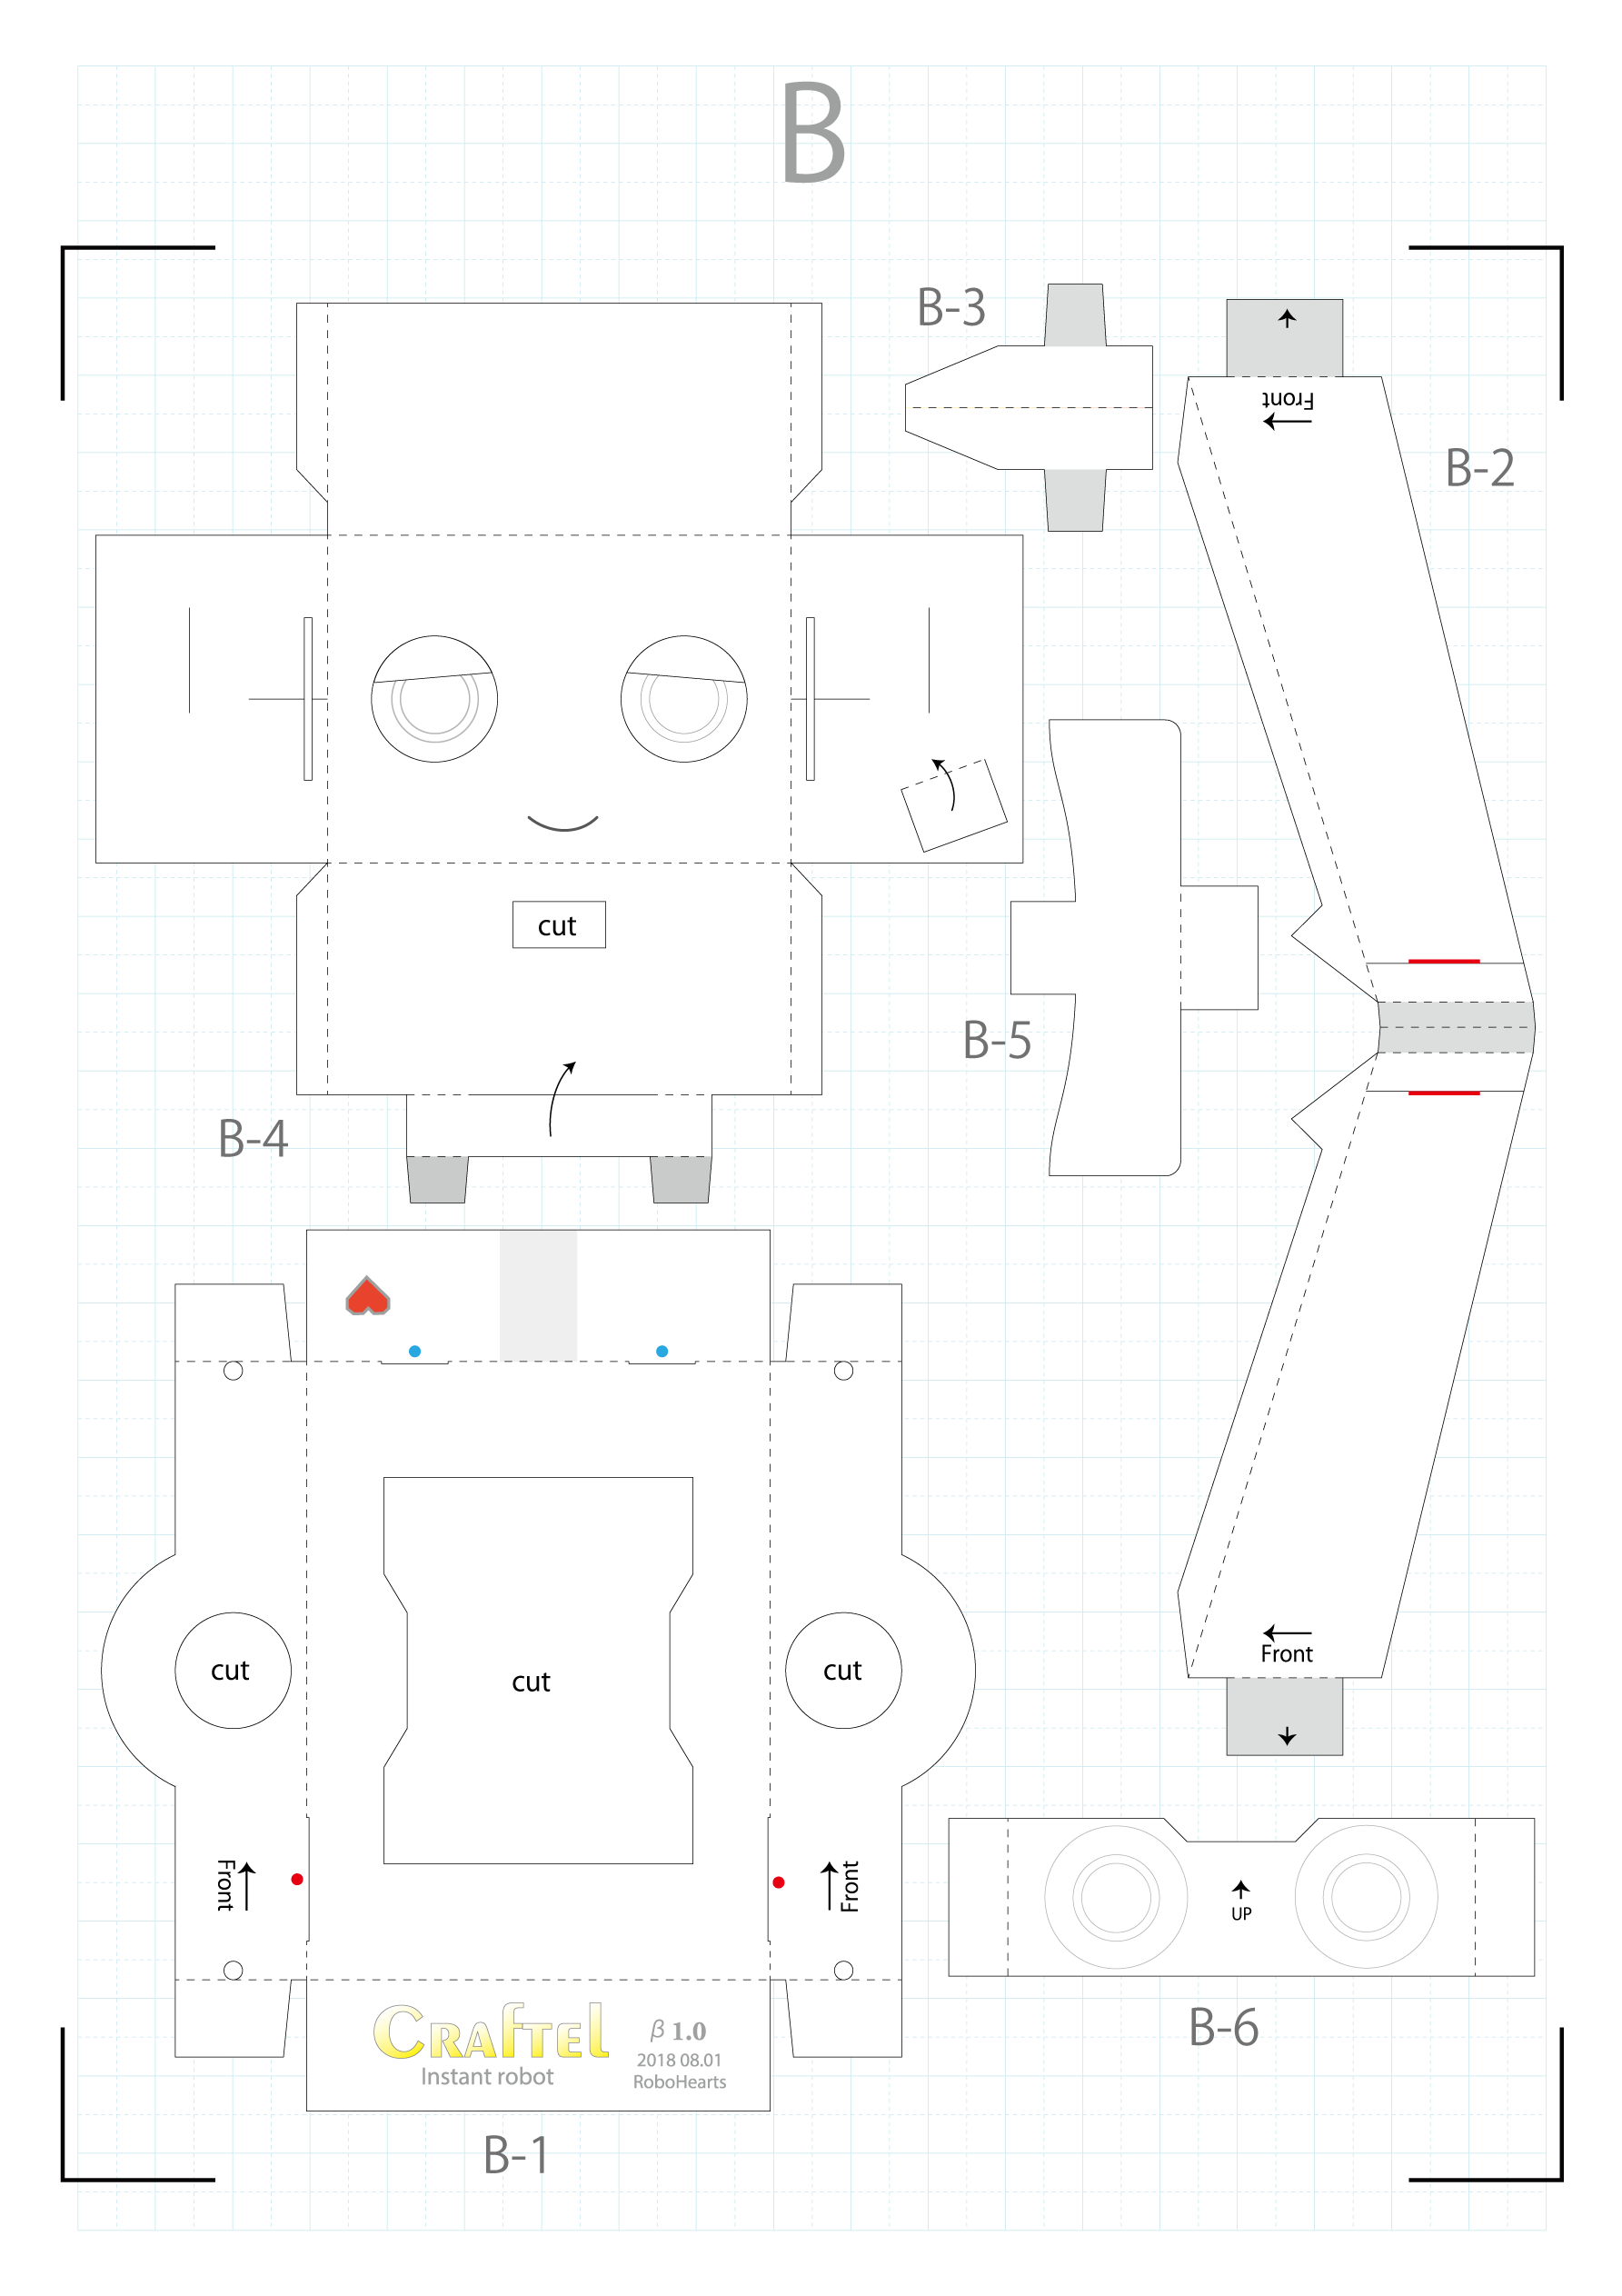 B
B-3
Front
B-2
cut
B-5
B-4
cut
cut
cut
Front
Front
Front
UP
CRAFTEL
Instant robot
β 1.0
2018 08.01
RoboHearts
B-6
B-1